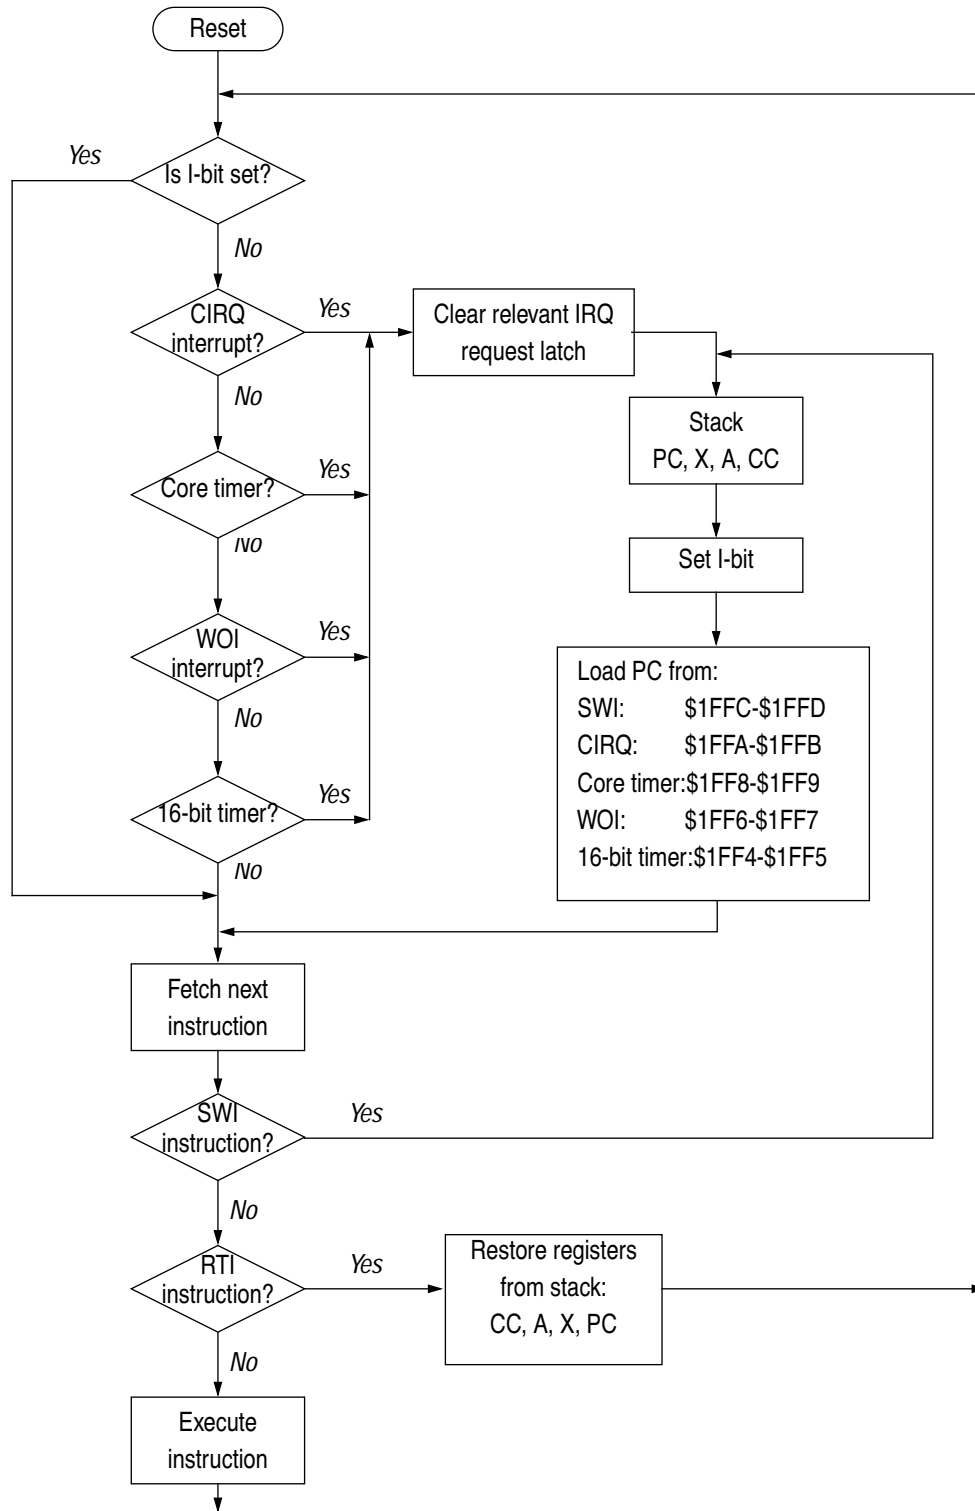 Reset
Yes
Is I-bit set?
No
CIRQ
interrupt?
Yes
Clear relevant IRQ
request latch
No
Stack
PC, X, A, CC
Core timer?
Yes
No
Set I-bit
WOI
interrupt?
Yes
No
Load PC from:
SWI: $1FFC-$1FFD
CIRQ: $1FFA-$1FFB
Core timer:$1FF8-$1FF9
WOI: $1FF6-$1FF7
16-bit timer:$1FF4-$1FF5
16-bit timer?
Yes
No
Fetch next
instruction
SWI
instruction?
Yes
No
RTI
instruction?
Yes
Restore registers
from stack:
CC, A, X, PC
No
Execute
instruction